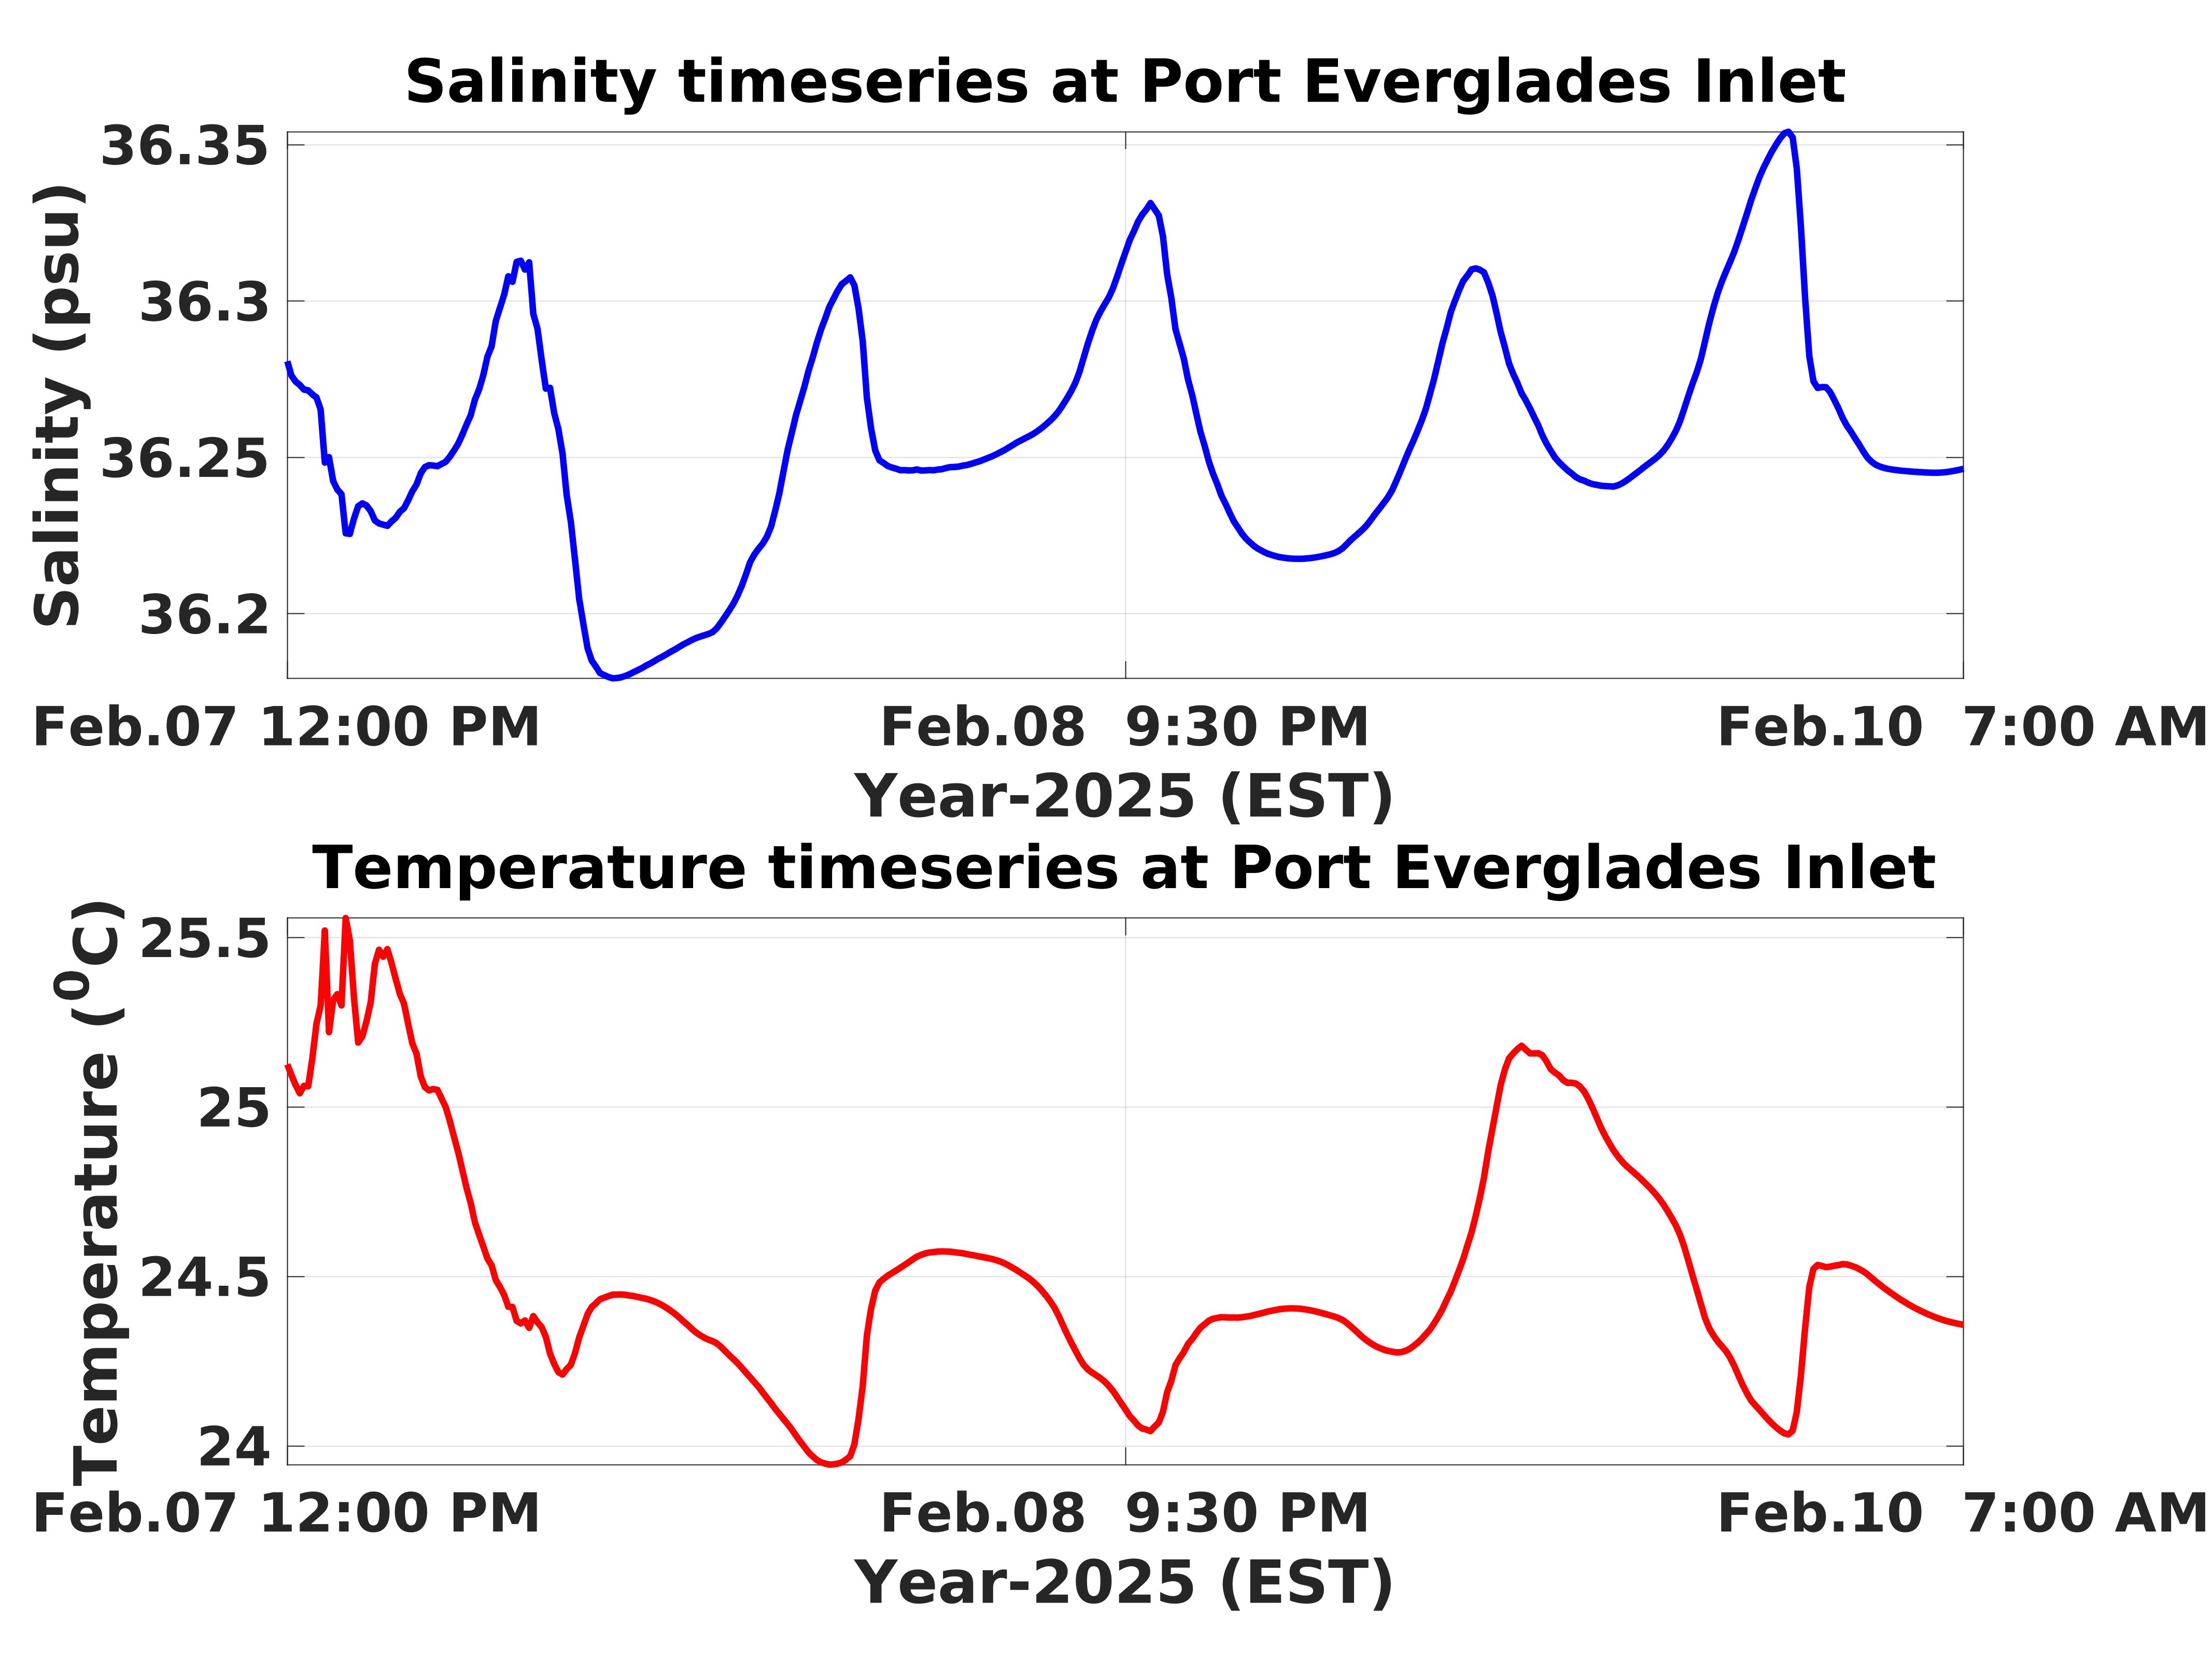 Salinity timeseries at Port Everglades Inlet
Salinity (psu)
36.35
36.3
36.25
36.2
Feb.07 12:00 PM
Feb.08  9:30 PM
Feb.10  7:00 AM
Year-2025 (EST)
Temperature timeseries at Port Everglades Inlet
Temperature (⁰C)
25.5
25
24.5
24
Feb.07 12:00 PM
Feb.08  9:30 PM
Feb.10  7:00 AM
Year-2025 (EST)